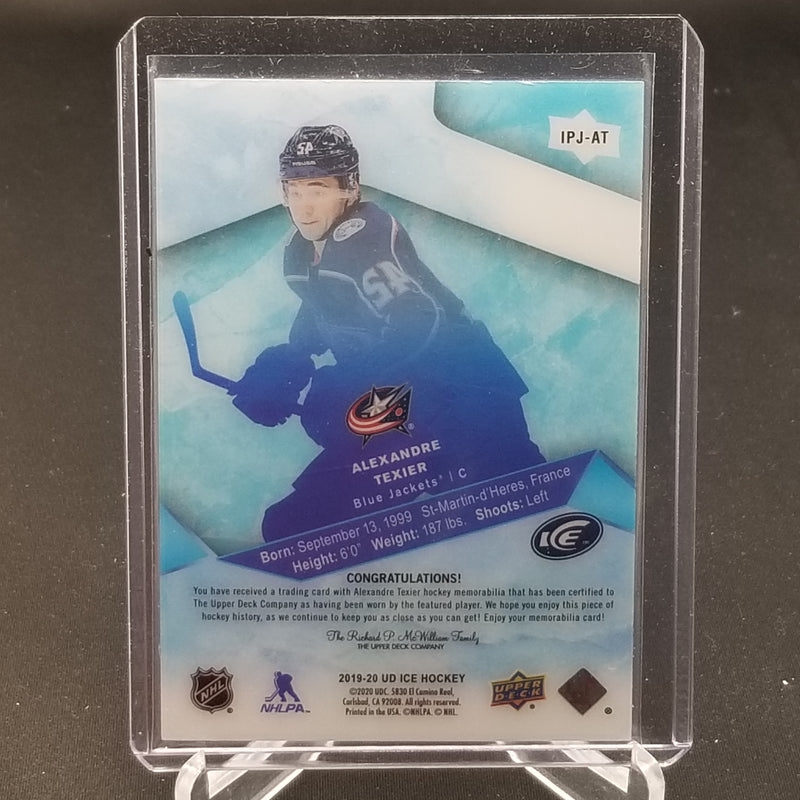 IPJ-AT
54
BAUER
54
ALEXANDRE
TEXIER
Blue Jackets® | C
Born: September 13, 1999 St-Martin-d'Heres, France
Height: 6'0" Weight: 187 lbs. Shoots: Left
ICE™
CONGRATULATIONS!
You have received a trading card with Alexandre Texier hockey memorabilia that has been certified to
The Upper Deck Company as having been worn by the featured player. We hope you enjoy this piece of
hockey history, as we continue to keep you as close as you can get! Enjoy your memorabilia card!
The Richard P. McWilliam Family
THE UPPER DECK COMPANY
NHL®
NHLPA™
2019-20 UD ICE HOCKEY
©2020 UDC. 5830 El Camino Real,
Carlsbad, CA 92008. All rights reserved.
Printed in the USA. ©NHLPA. © NHL.
UPPER
DECK®